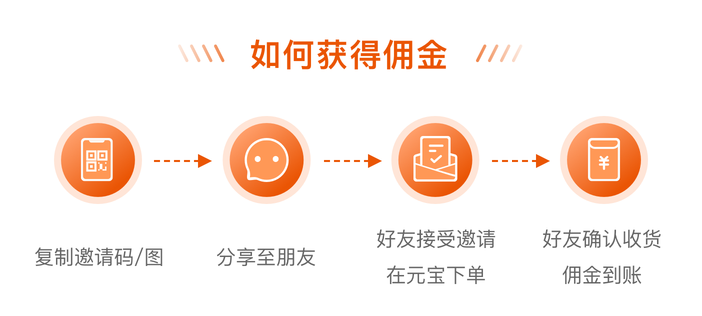 如何获得佣金
复制邀请码/图
分享至朋友
好友接受邀请
在元宝下单
好友确认收货
佣金到账
¥